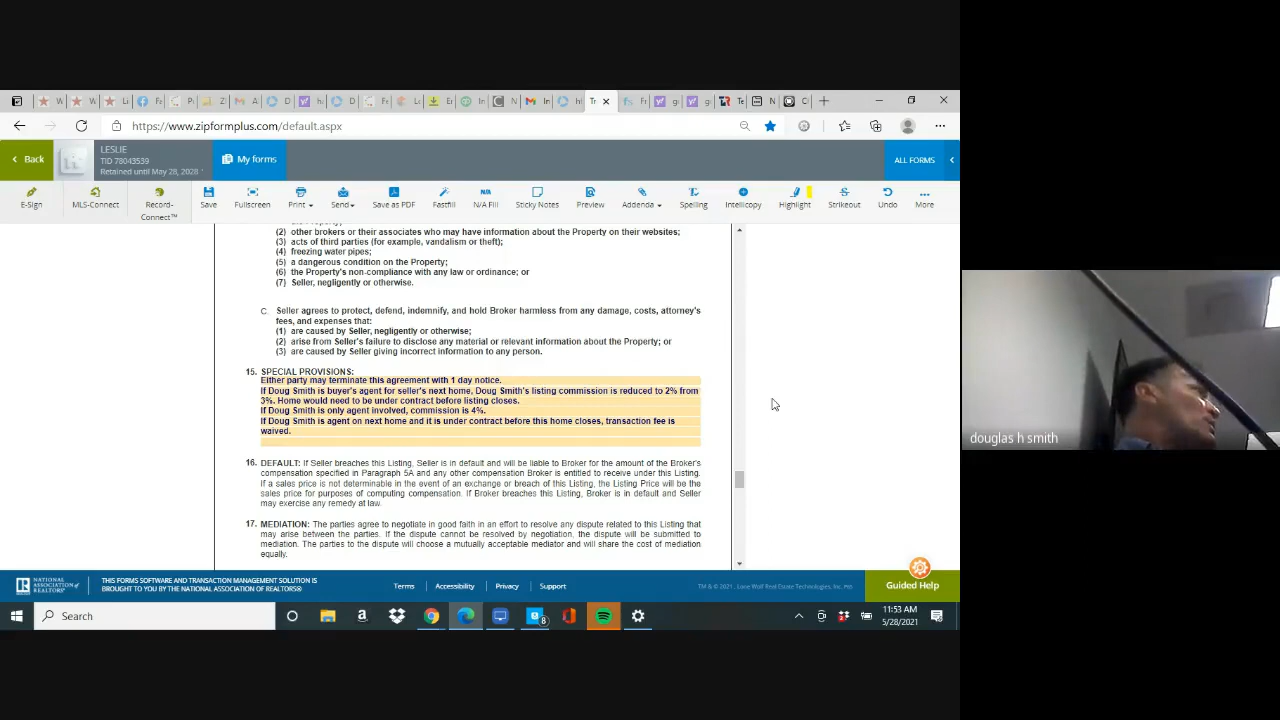 https://www.zipformplus.com/default.aspx
Back
LESLIE
TID 78043539
Retained until May 28, 2028
My forms
ALL FORMS
E-Sign
MLS-Connect
Record-Connect™
Save
Fullscreen
Print
Send
Save as PDF
Fastfill
N/A
N/A Fill
Sticky Notes
Preview
Addenda
Spelling
Intellicopy
Highlight
Strikeout
Undo
More
(2) other brokers or their associates who may have information about the Property on their websites;
(3) acts of third parties (for example, vandalism or theft);
(4) freezing water pipes;
(5) a dangerous condition on the Property;
(6) the Property's non-compliance with any law or ordinance; or
(7) Seller, negligently or otherwise.
C. Seller agrees to protect, defend, indemnify, and hold Broker harmless from any damage, costs, attorney's
fees, and expenses that:
(1) are caused by Seller, negligently or otherwise;
(2) arise from Seller's failure to disclose any material or relevant information about the Property; or
(3) are caused by Seller giving incorrect information to any person.
15. SPECIAL PROVISIONS:
Either party may terminate this agreement with 1 day notice.
If Doug Smith is buyer's agent for seller's next home, Doug Smith's listing commission is reduced to 2% from
3%. Home would need to be under contract before listing closes.
If Doug Smith is only agent involved, commission is 4%.
If Doug Smith is agent on next home and it is under contract before this home closes, transaction fee is
waived.
16. DEFAULT: If Seller breaches this Listing, Seller is in default and will be liable to Broker for the amount of the Broker's
compensation specified in Paragraph 5A and any other compensation Broker is entitled to receive under this Listing.
If a sales price is not determinable in the event of an exchange or breach of this Listing, the Listing Price will be the
sales price for purposes of computing compensation. If Broker breaches this Listing, Broker is in default and Seller
may exercise any remedy at law.
17. MEDIATION: The parties agree to negotiate in good faith in an effort to resolve any dispute related to this Listing that
may arise between the parties. If the dispute cannot be resolved by negotiation, the dispute will be submitted to
mediation. The parties to the dispute will choose a mutually acceptable mediator and will share the cost of mediation
equally.
douglas h smith
NATIONAL
ASSOCIATION of
REALTORS®
THIS FORMS SOFTWARE AND TRANSACTION MANAGEMENT SOLUTION IS
BROUGHT TO YOU BY THE NATIONAL ASSOCIATION OF REALTORS®
Terms
Accessibility
Privacy
Support
TM & © 2021, Lone Wolf Real Estate Technologies, Inc.
Guided Help
Search
8
11:53 AM
5/28/2021